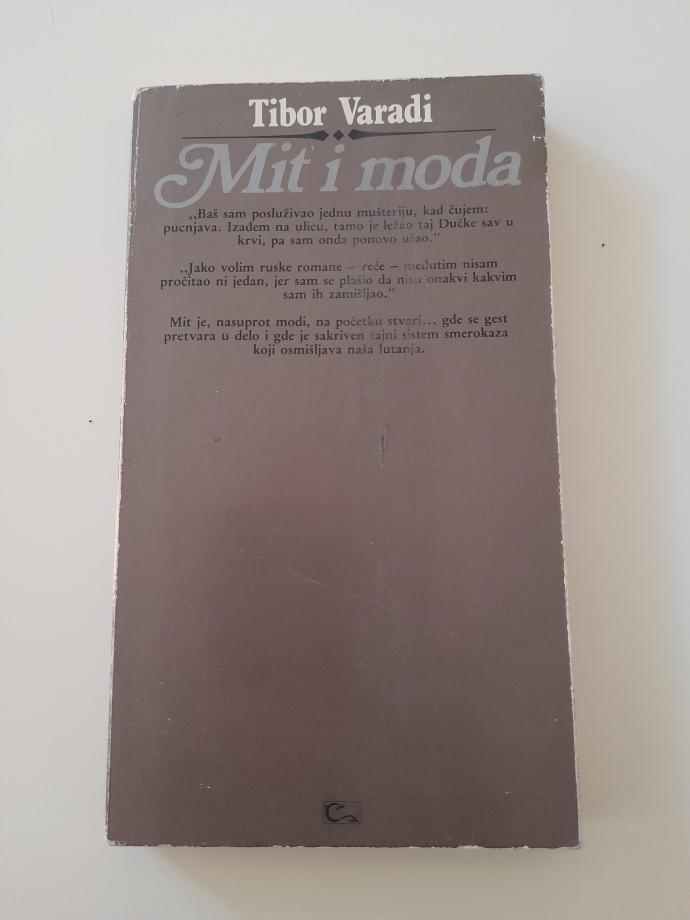 Tibor Varadi
Mit i moda
,,Baš sam posluživao jednu mušteriju, kad čujem:
pucnjava. Izađem na ulicu, tamo je ležao taj Dučke sav u
krvi, pa sam onda ponovo ušao.”
,,Jako volim ruske romane — reče — međutim nisam
pročitao ni jedan, jer sam se plašio da nisu onakvi kakvim
sam ih zamišljao.”
Mit je, nasuprot modi, na početku stvari... gde se gest
pretvara u delo i gde je sakriven tajni sistem smerokaza
koji osmišljava naša lutanja.